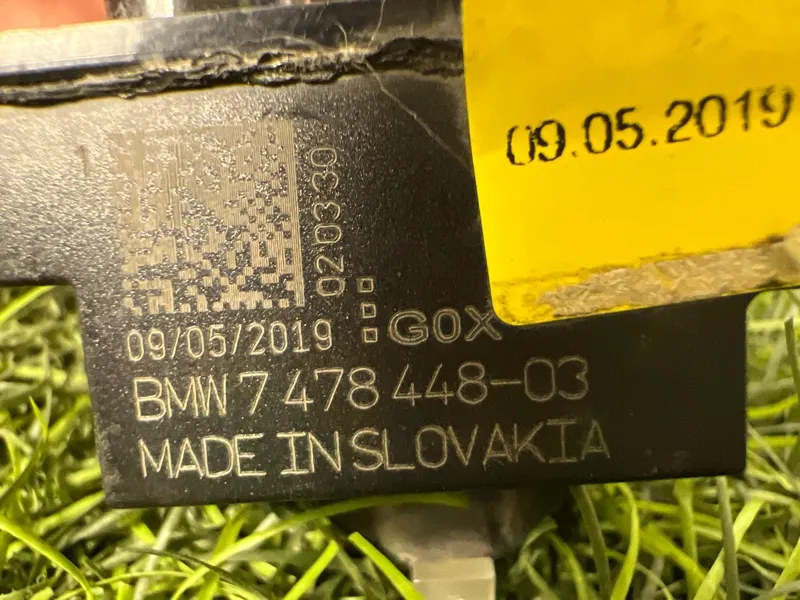 09.05.2019
020330
09/05/2019
G0X
BMW 7 478 448-03
MADE IN SLOVAKIA